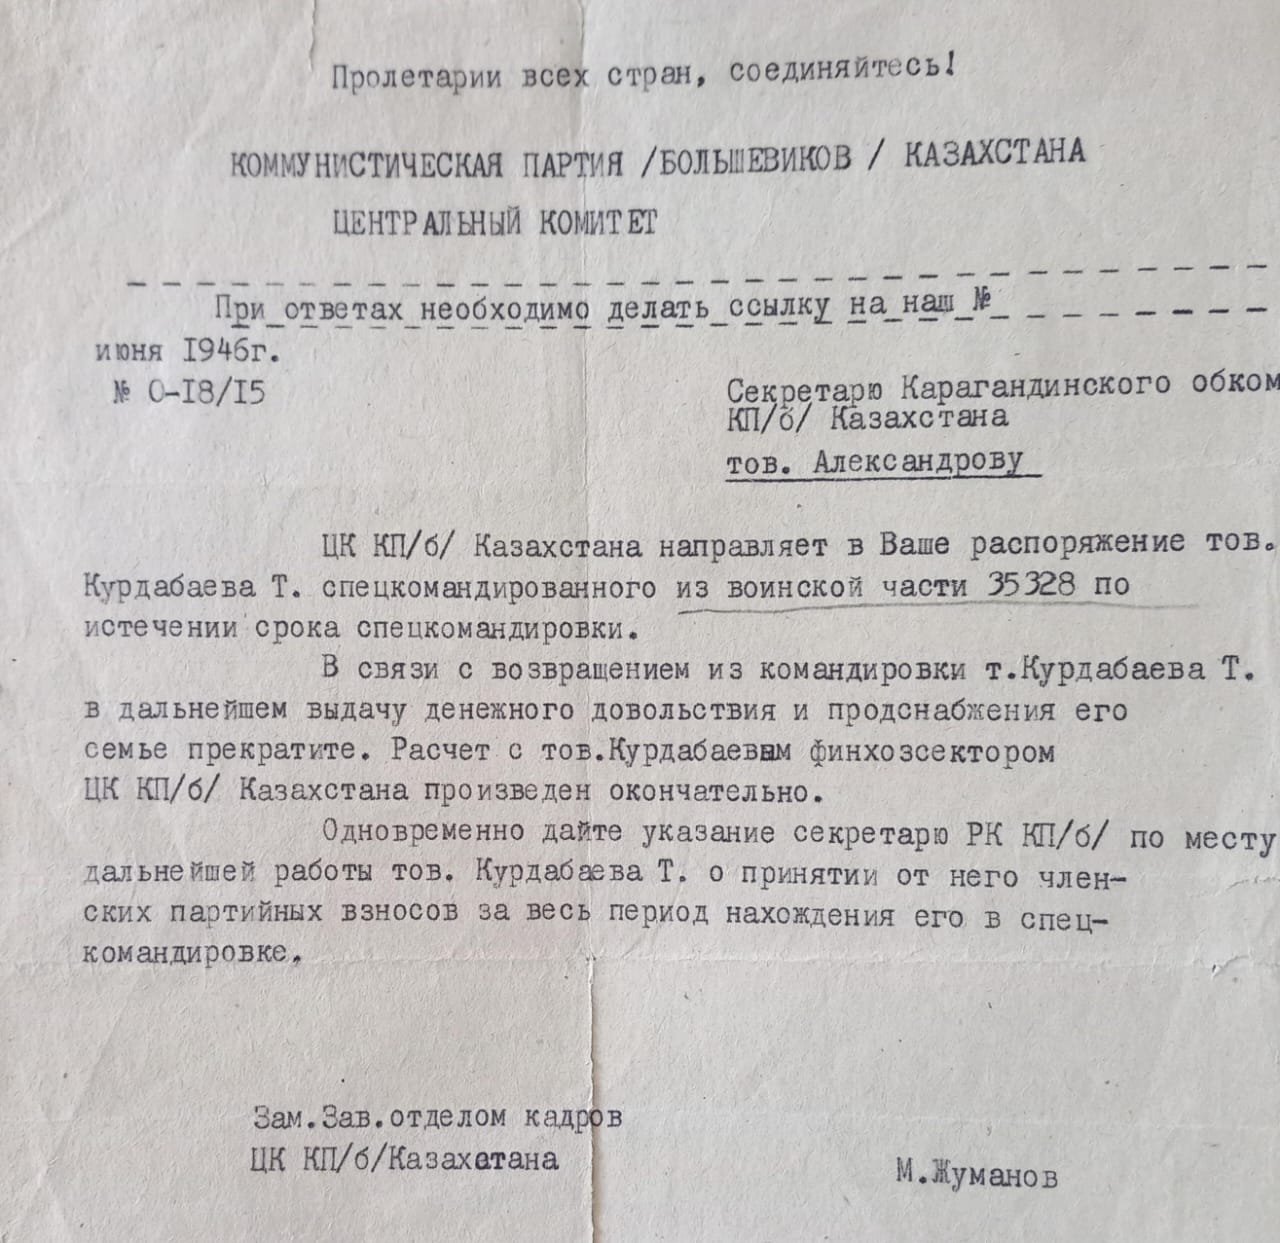 Пролетарии всех стран, соединяйтесь!
КОММУНИСТИЧЕСКАЯ ПАРТИЯ /БОЛЬШЕВИКОВ / КАЗАХСТАНА
ЦЕНТРАЛЬНЫЙ КОМИТЕТ
При ответах необходимо делать ссылку на наш №
июня 1946г.
№ 0-18/15
Секретарю Карагандинского обком
КП/б/ Казахстана
тов. Александрову
ЦК КП/б/ Казахстана направляет в Ваше распоряжение тов.
Курдабаева Т. спецкомандированного из воинской части 35328 по
истечении срока спецкомандировки.
В связи с возвращением из командировки т.Курдабаева Т.
в дальнейшем выдачу денежного довольствия и продснабжения его
семье прекратите. Расчет с тов.Курдабаевым финхозсектором
ЦК КП/б/ Казахстана произведен окончательно.
Одновременно дайте указание секретарю РК КП/б/ по месту
дальнейшей работы тов. Курдабаева Т. о принятии от него член-
ских партийных взносов за весь период нахождения его в спец-
командировке.
Зам.Зав.отделом кадров
ЦК КП/б/Казахстана
М.Жуманов